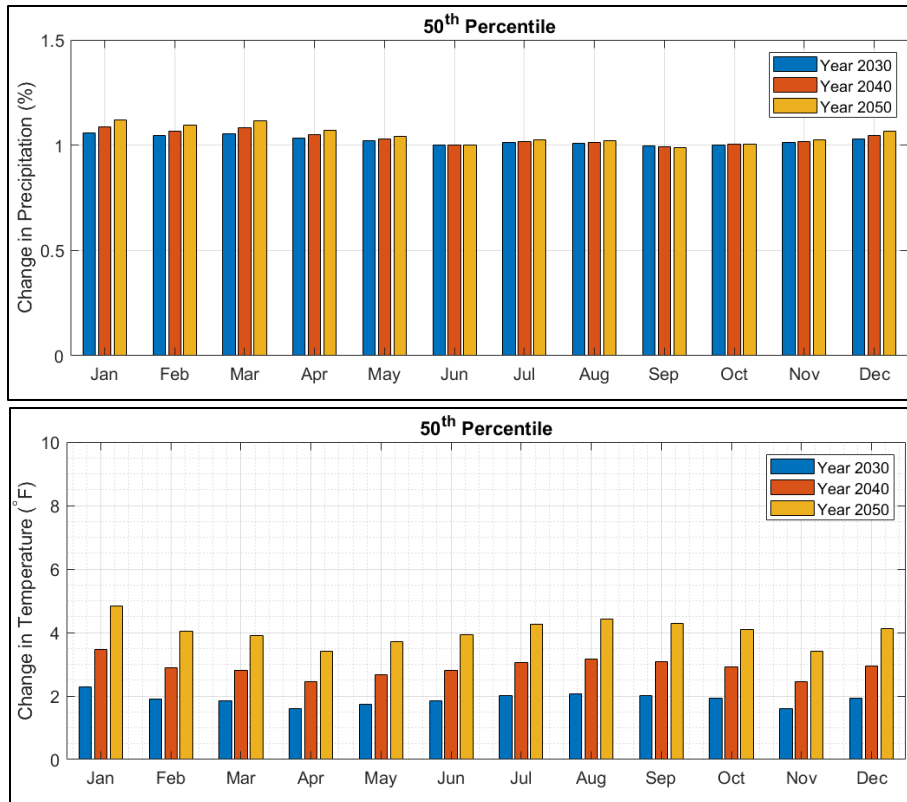 50th Percentile
Change in Precipitation (%)
1.5
1
0.5
0
Year 2030
Year 2040
Year 2050
Jan Feb Mar Apr May Jun Jul Aug Sep Oct Nov Dec
50th Percentile
Change in Temperature (°F)
10
8
6
4
2
0
Year 2030
Year 2040
Year 2050
Jan Feb Mar Apr May Jun Jul Aug Sep Oct Nov Dec